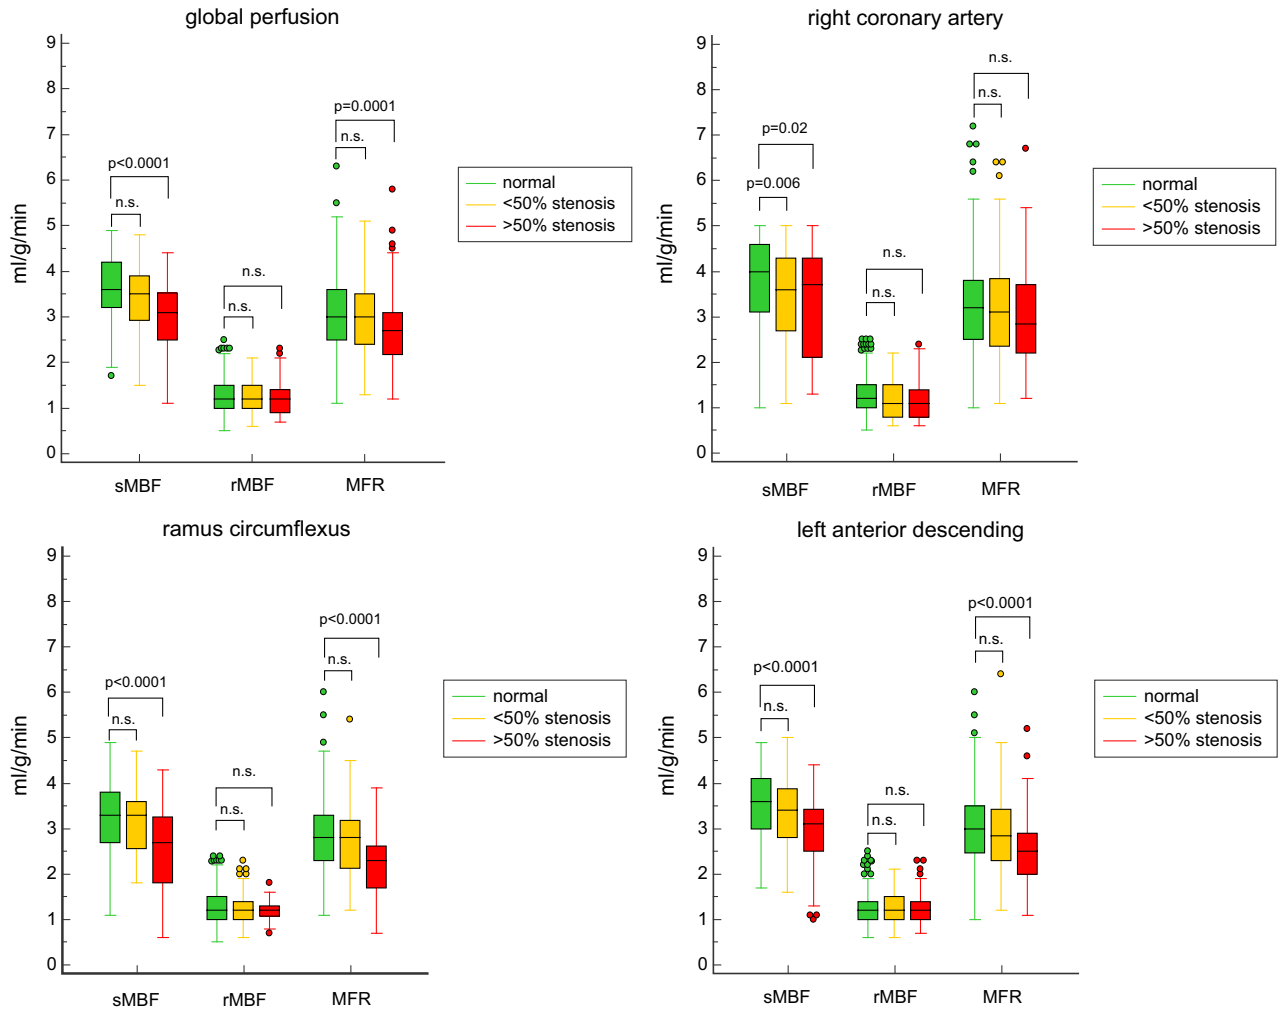 global perfusion
9
8
7
6
5
4
3
2
1
0
ml/g/min
p<0.0001
n.s.
n.s.
n.s.
p=0.0001
n.s.
normal
<50% stenosis
>50% stenosis
sMBF
rMBF
MFR
right coronary artery
9
8
7
6
5
4
3
2
1
0
ml/g/min
p=0.02
p=0.006
n.s.
n.s.
n.s.
n.s.
normal
<50% stenosis
>50% stenosis
sMBF
rMBF
MFR
ramus circumflexus
9
8
7
6
5
4
3
2
1
0
ml/g/min
p<0.0001
n.s.
n.s.
n.s.
p<0.0001
n.s.
normal
<50% stenosis
>50% stenosis
sMBF
rMBF
MFR
left anterior descending
9
8
7
6
5
4
3
2
1
0
ml/g/min
p<0.0001
n.s.
n.s.
n.s.
p<0.0001
n.s.
normal
<50% stenosis
>50% stenosis
sMBF
rMBF
MFR